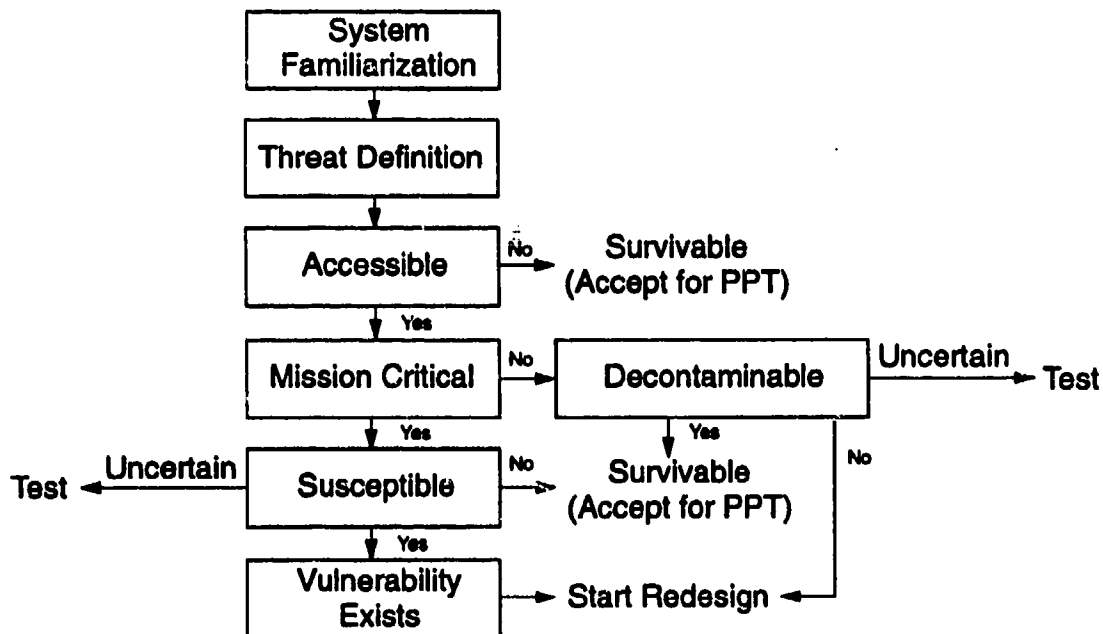 System
Familiarization
Threat Definition
Accessible
No
Survivable
(Accept for PPT)
Yes
Mission Critical
No
Decontaminable
Uncertain
Test
Yes
Yes
No
Test
Uncertain
Susceptible
No
Survivable
(Accept for PPT)
Yes
Vulnerability
Exists
Start Redesign